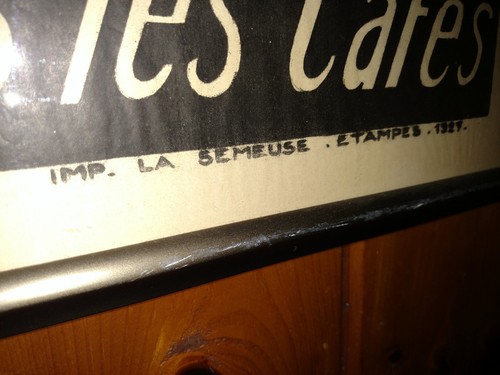 les Cafés
IMP. LA SEMEUSE . ETAMPES . 1927.